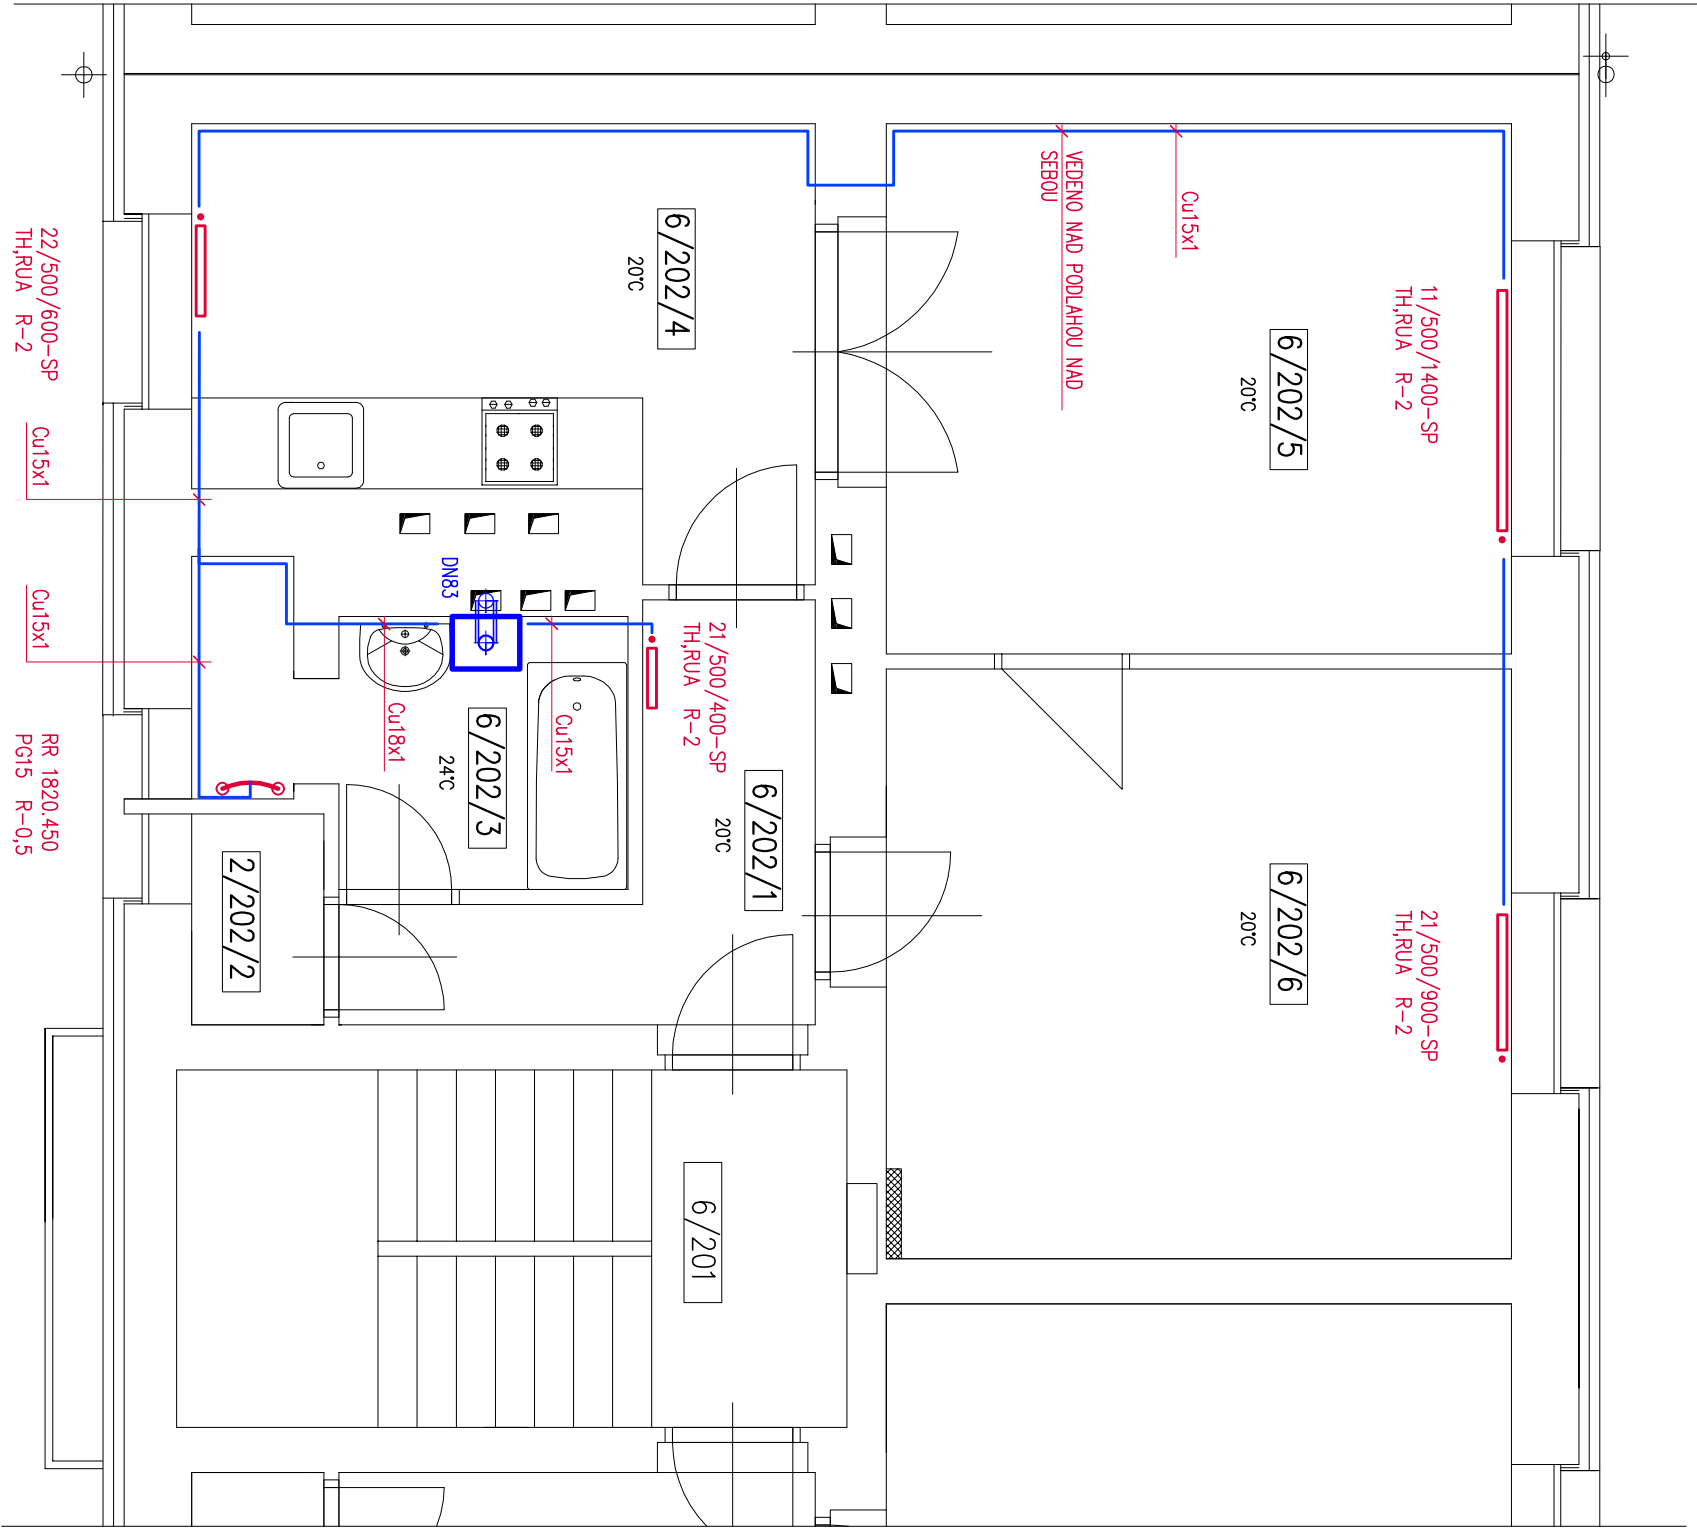 22/500/600-SP
TH,RUA R-2
Cu15x1
Cu15x1
RR 1820.450
PG15 R-0,5
6/202/4
20°C
DN83
Cu18x1
6/202/3
24°C
Cu15x1
21/500/400-SP
TH,RUA R-2
6/202/1
20°C
2/202/2
6/201
VEDENO NAD PODLAHOU NAD
SEBOU
Cu15x1
11/500/1400-SP
TH,RUA R-2
6/202/5
20°C
6/202/6
20°C
21/500/900-SP
TH,RUA R-2